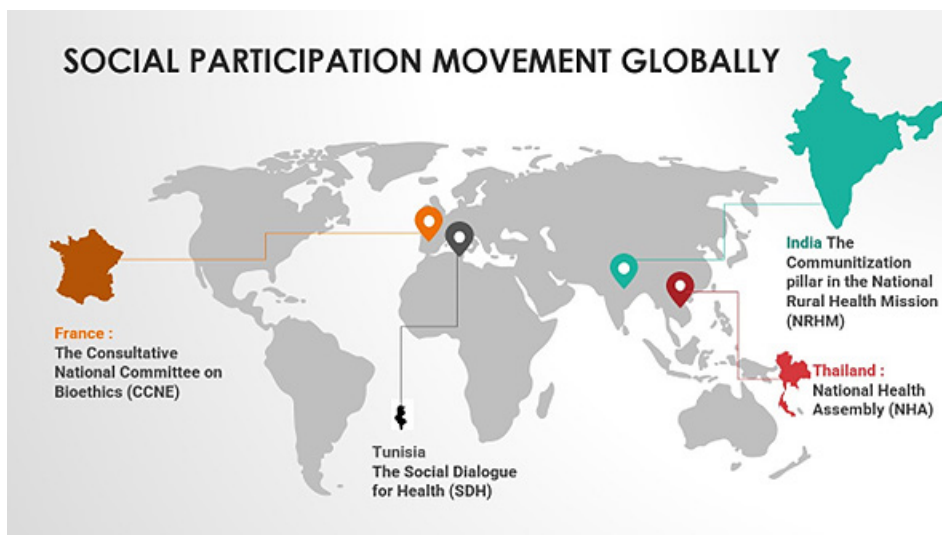 SOCIAL PARTICIPATION MOVEMENT GLOBALLY
France :
The Consultative
National Committee on
Bioethics (CCNE)
Tunisia
The Social Dialogue
for Health (SDH)
India The
Communitization
pillar in the National
Rural Health Mission
(NRHM)
Thailand :
National Health
Assembly (NHA)